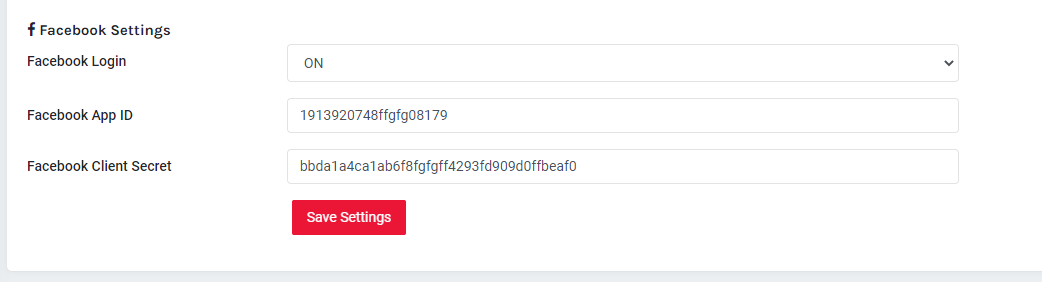 Facebook Settings
Facebook Login
ON
Facebook App ID
1913920748ffgfg08179
Facebook Client Secret
bbda1a4ca1ab6f8fgfgff4293fd909d0ffbeaf0
Save Settings